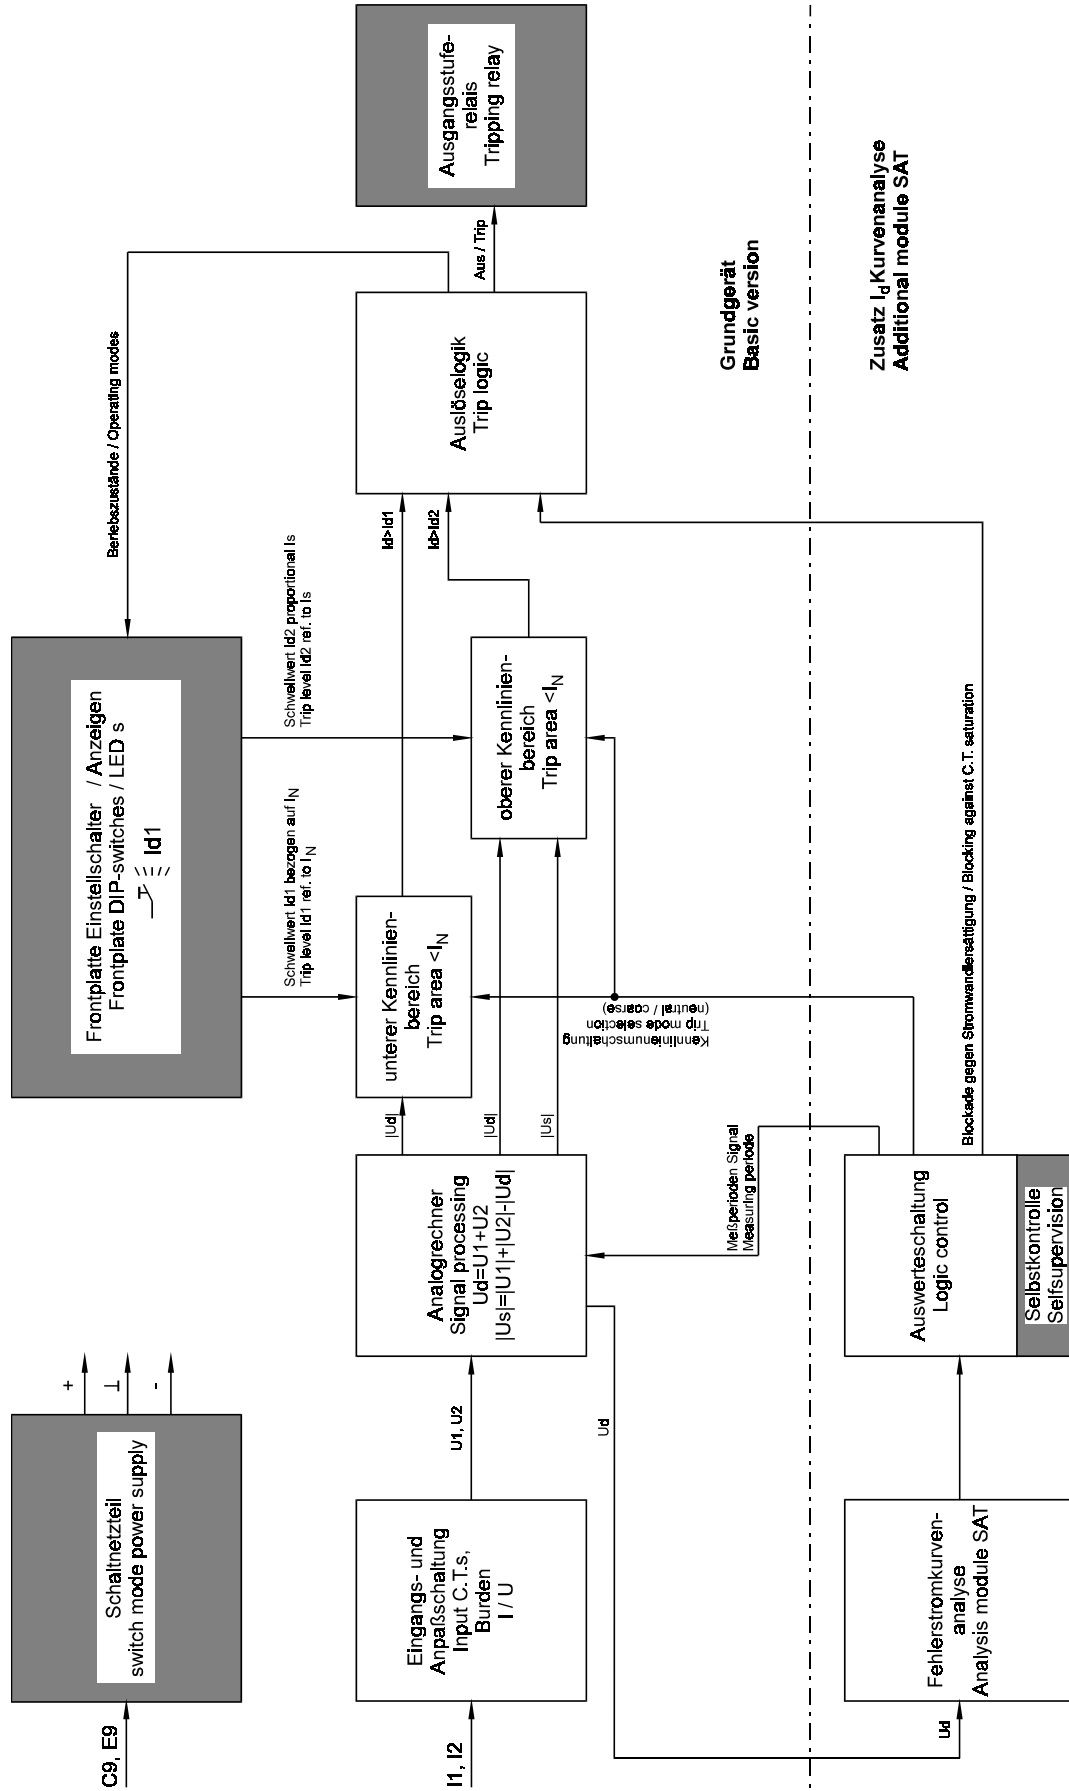 C9, E9
Schaltnetzteil
switch mode power supply
+
⊥
-
Frontplatte Einstellschalter / Anzeigen
Frontplate DIP-switches / LED s
Id1
Beriebszustände / Operating modes
Schwellwert Id1 bezogen auf IN
Trip level Id1 ref. to IN
Schwellwert Id2 proportional Is
Trip level Id2 ref. to Is
I1, I2
Eingangs- und
Anpaßschaltung
Input C.T.s,
Burden
I / U
U1, U2
Analogrechner
Signal processing
Ud=U1+U2
|Us|=|U1|+|U2|-|Ud|
|Ud|
|Ud|
|Us|
unterer Kennlinien-
bereich
Trip area <IN
oberer Kennlinien-
bereich
Trip area <IN
Id>Id1
Id>Id2
Auslöselogik
Trip logic
Aus / Trip
Ausgangsstufe-
relais
Tripping relay
Kennlinienumschaltung
Trip mode selection
(neutral / coarse)
Ud
Meßperioden Signal
Measuring periode
Grundgerät
Basic version
Zusatz Id Kurvenanalyse
Additional module SAT
Ud
Fehlerstromkurven-
analyse
Analysis module SAT
Auswerteschaltung
Logic control
Selbstkontrolle
Selfsupervision
Blockade gegen Stromwandlersättigung / Blocking against C.T. saturation